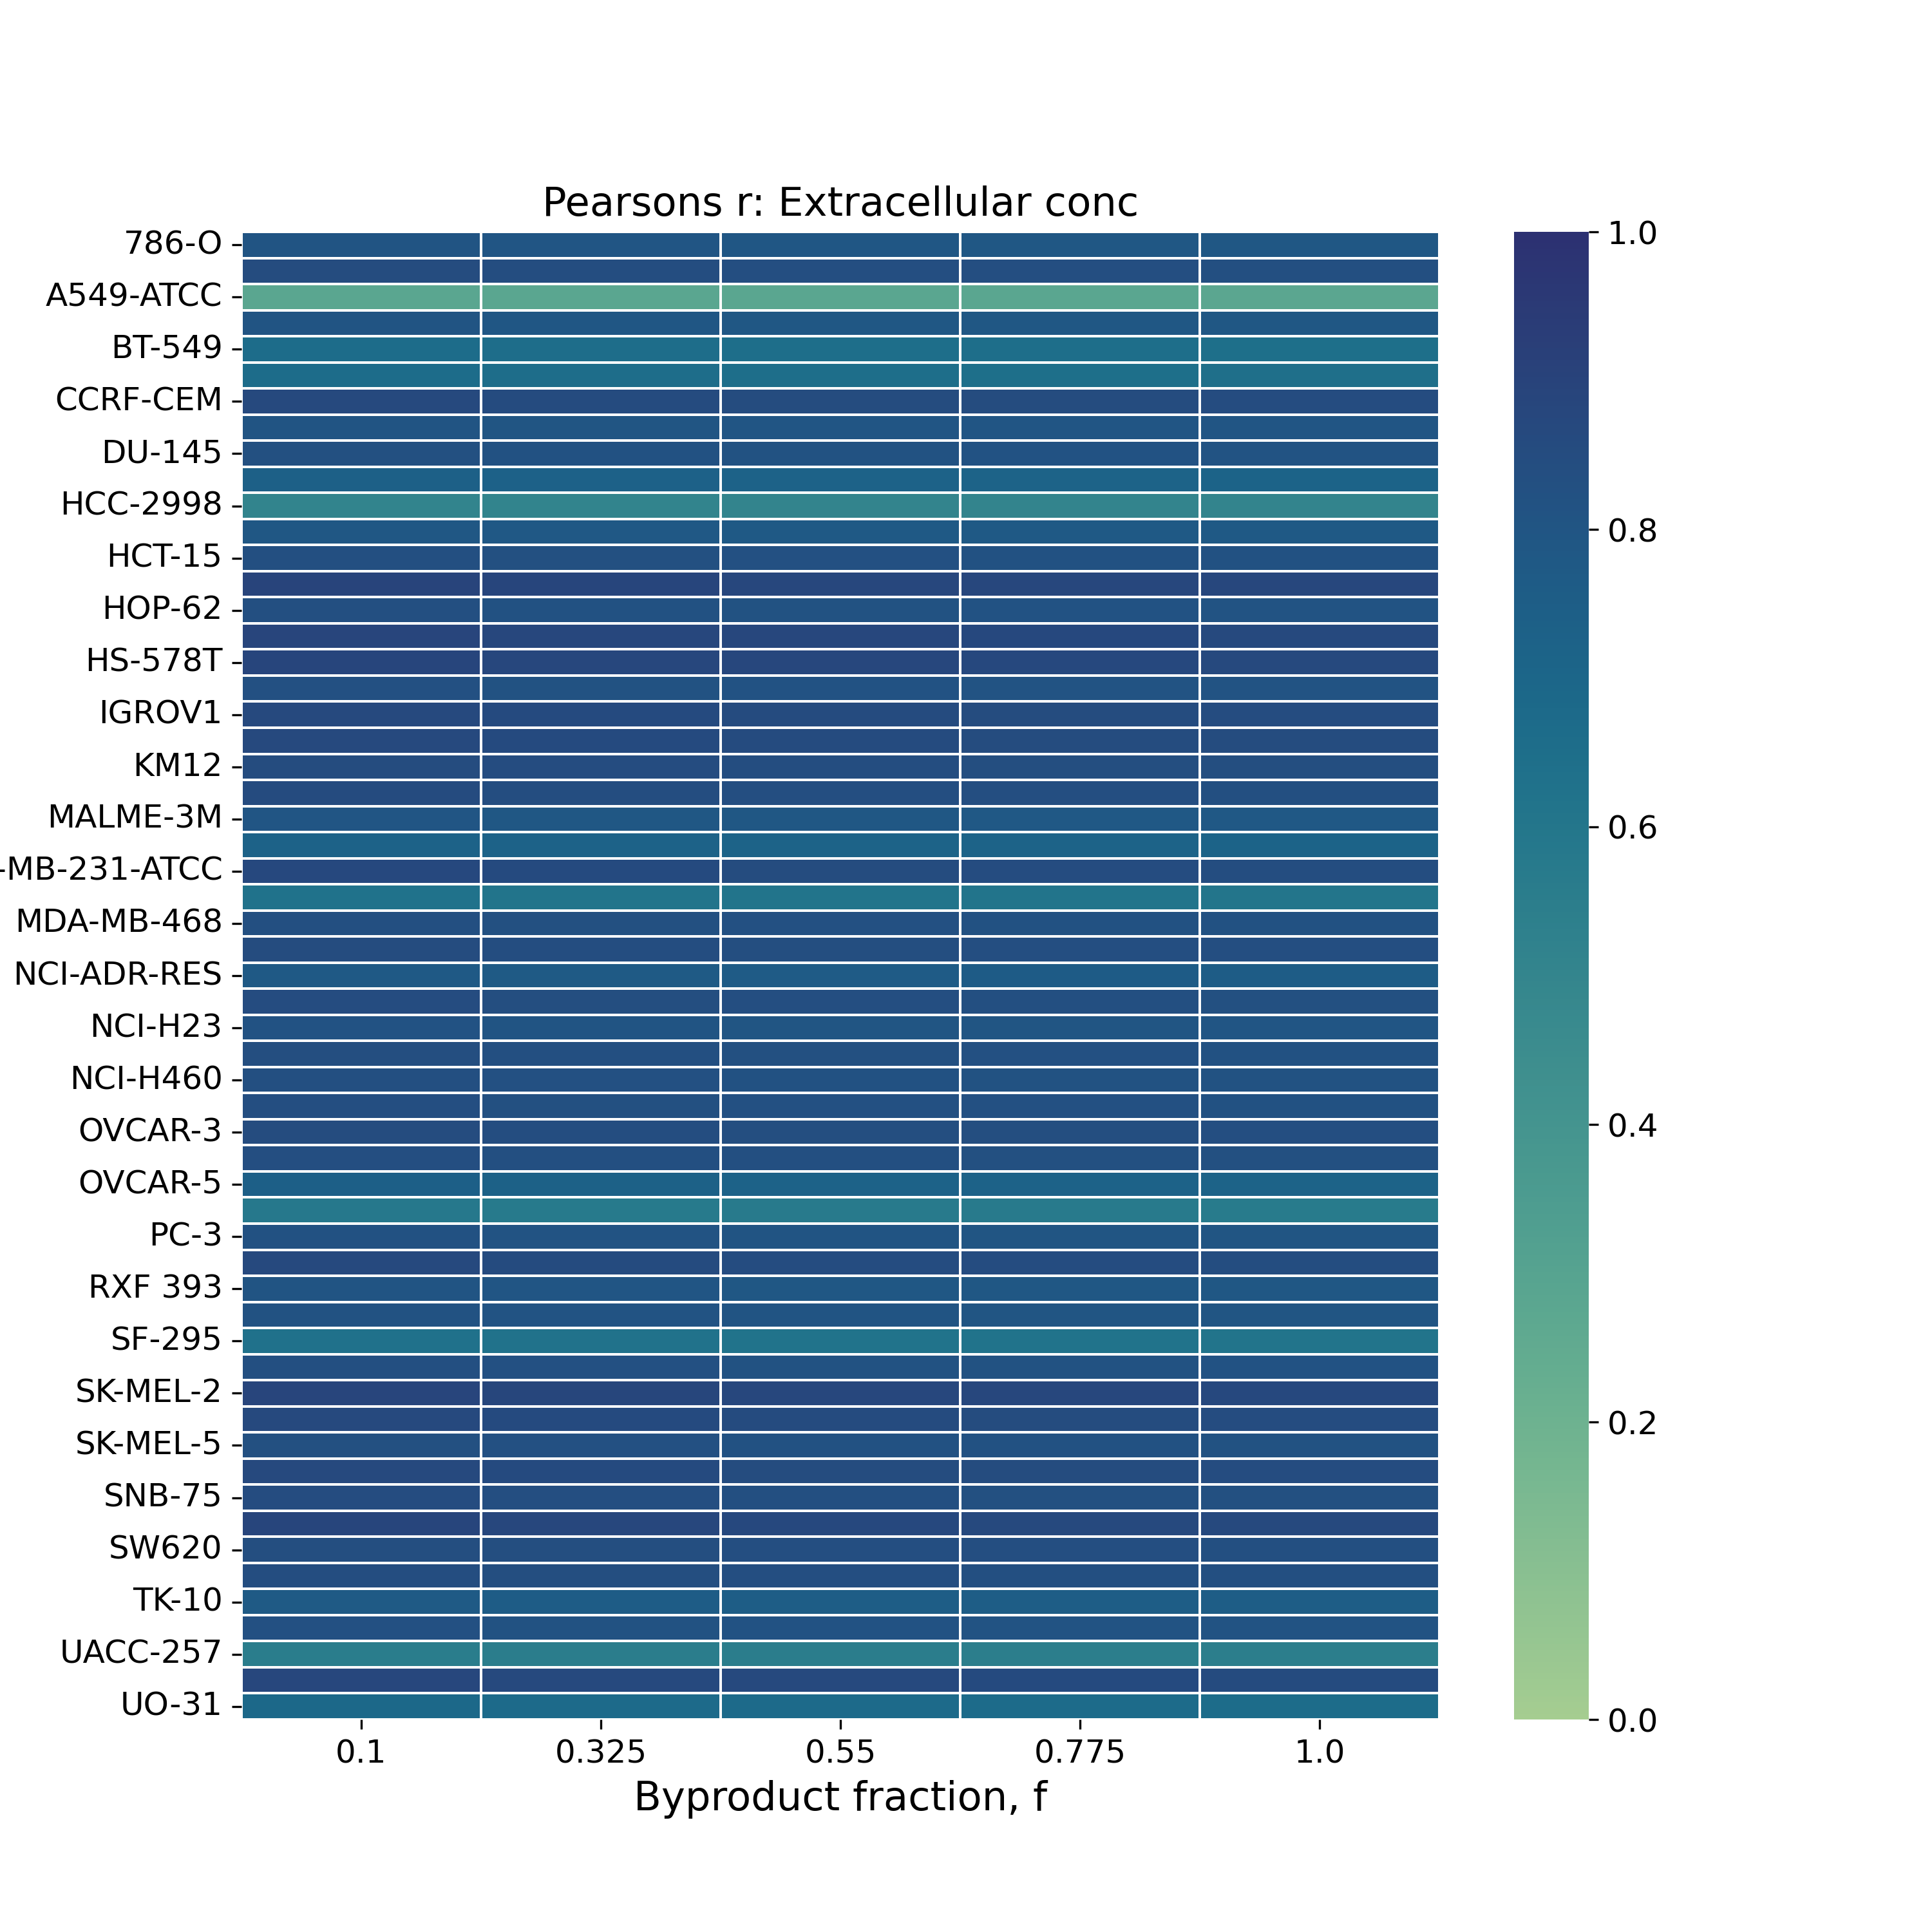 Pearsons r: Extracellular conc
786-O
A549-ATCC
BT-549
CCRF-CEM
DU-145
HCC-2998
HCT-15
HOP-62
HS-578T
IGROV1
KM12
MALME-3M
-MB-231-ATCC
MDA-MB-468
NCI-ADR-RES
NCI-H23
NCI-H460
OVCAR-3
OVCAR-5
PC-3
RXF 393
SF-295
SK-MEL-2
SK-MEL-5
SNB-75
SW620
TK-10
UACC-257
UO-31
0.1 0.325 0.55 0.775 1.0
Byproduct fraction, f
1.0
0.8
0.6
0.4
0.2
0.0